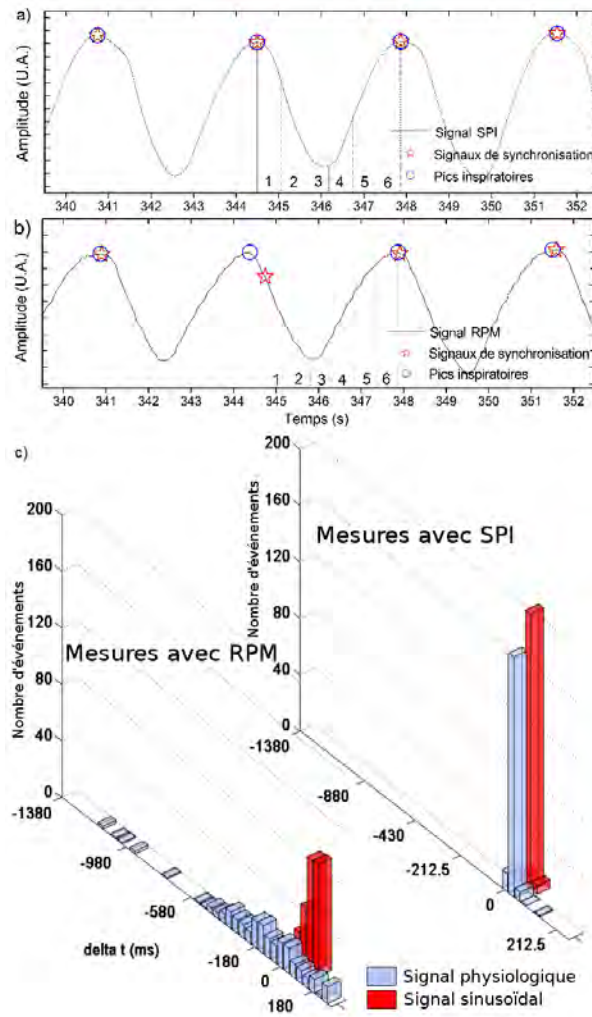 a)
Amplitude (U.A.)
Signal SPI
Signaux de synchronisation
Pics inspiratoires
1 2 3 4 5 6
340 341 342 343 344 345 346 347 348 349 350 351 352
b)
Amplitude (U.A.)
Signal RPM
Signaux de synchronisation
Pics inspiratoires
1 2 3 4 5 6
340 341 342 343 344 345 346 347 348 349 350 351 352
Temps (s)
c)
Mesures avec RPM
Nombre d'événements
200
160
120
80
40
0
-1380
-980
-580
-180
0
180
delta t (ms)
Mesures avec SPI
Nombre d'événements
200
160
120
80
40
0
-1380
-880
-430
-212.5
0
212.5
Signal physiologique
Signal sinusoïdal